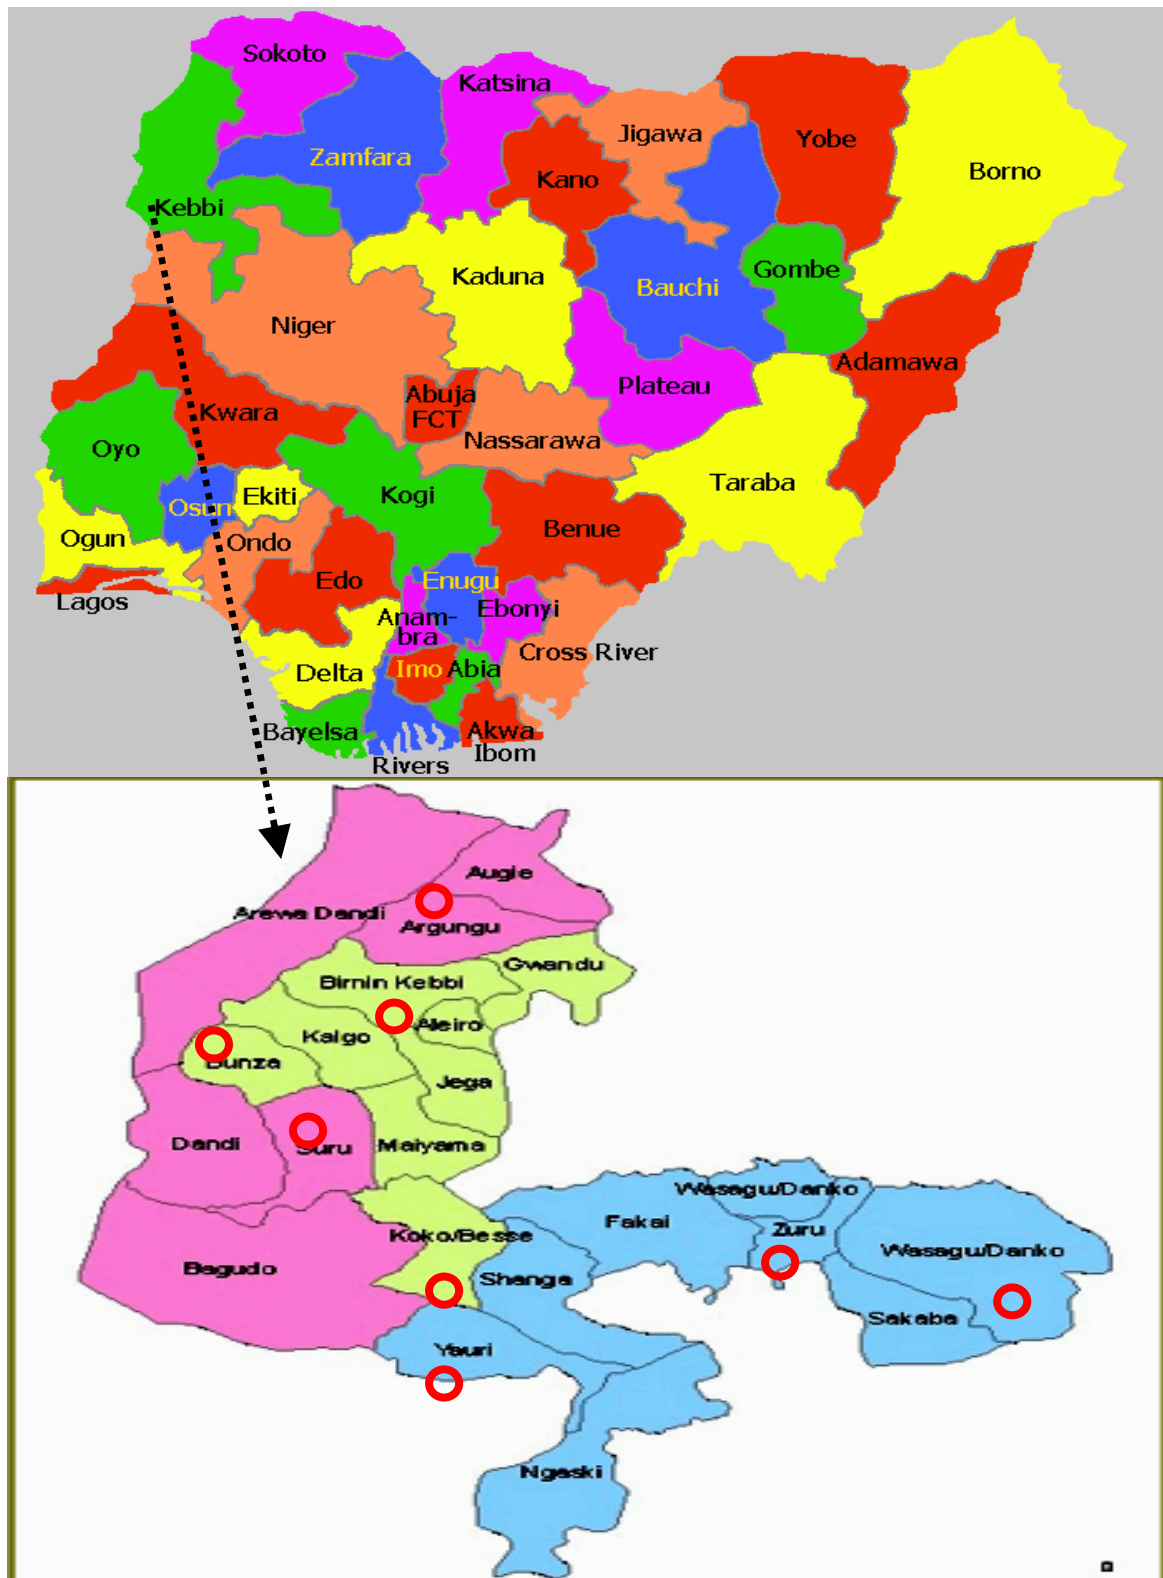 Sokoto
Katsina
Jigawa
Yobe
Zamfara
Borno
Kano
Kebbi
Gombe
Kaduna
Bauchi
Niger
Adamawa
Plateau
Abuja
FCT
Kwara
Nassarawa
Oyo
Taraba
Ekiti
Kogi
Osun
Benue
Ogun
Ondo
Edo
Enugu
Lagos
Ebonyi
Anam-
bra
Cross River
Delta
Imo
Abia
Bayelsa
Akwa
Ibom
Rivers
Augie
Arewa Dandi
Argungu
Gwandu
Birnin Kebbi
Aleiro
Kalgo
Bunza
Jega
Dandi
Suru
Maiyama
Wasagu/Danko
Fakai
Zuru
Koko/Besse
Wasagu/Danko
Bagudo
Shanga
Sakaba
Yauri
Ngaski